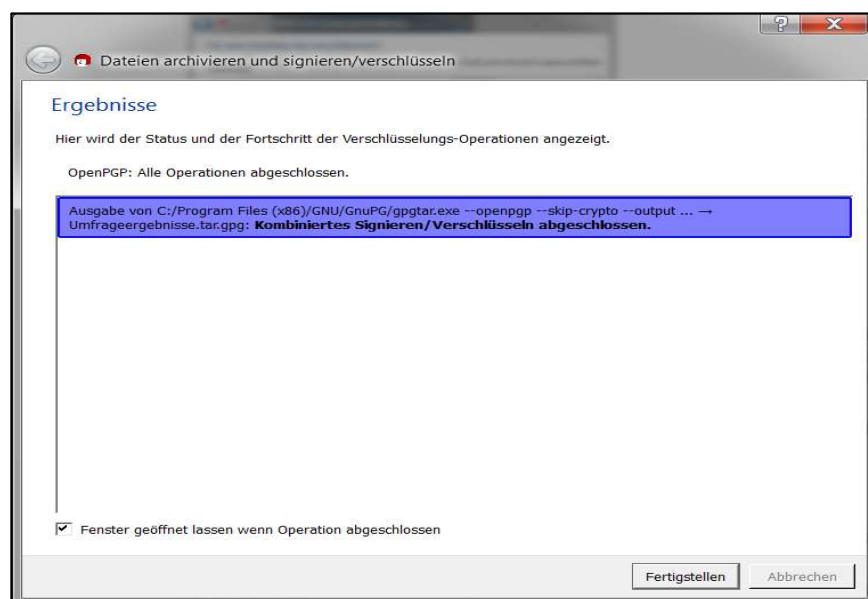 ?
X
Dateien archivieren und signieren/verschlüsseln
Ergebnisse
Hier wird der Status und der Fortschritt der Verschlüsselungs-Operationen angezeigt.
OpenPGP: Alle Operationen abgeschlossen.
Ausgabe von C:/Program Files (x86)/GNU/GnuPG/gpgtar.exe --openpgp --skip-crypto --output ... →
Umfrageergebnisse.tar.gpg: Kombiniertes Signieren/Verschlüsseln abgeschlossen.
Fenster geöffnet lassen wenn Operation abgeschlossen
Fertigstellen
Abbrechen